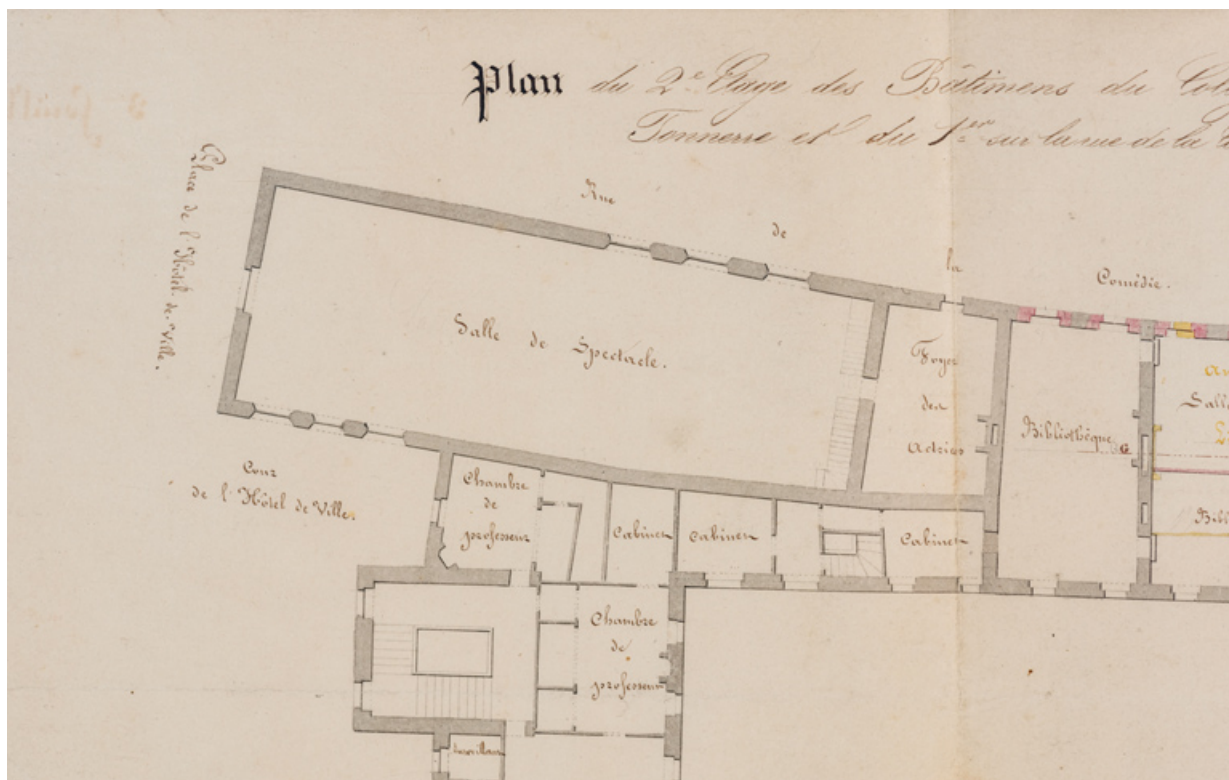 Plan du 2e Etage des Bâtimens du Col
Tonnerre et du 1er sur la rue de la
Place de l'Hôtel de Ville.
Rue de la Comédie.
Salle de Spectacle.
Foyer
des
Actrices
Bibliothèque
Salle
Cour
de l'Hôtel de Ville.
Chambre
de
professeur
Cabinet
Cabinet
Cabinet
Chambre
de
professeur